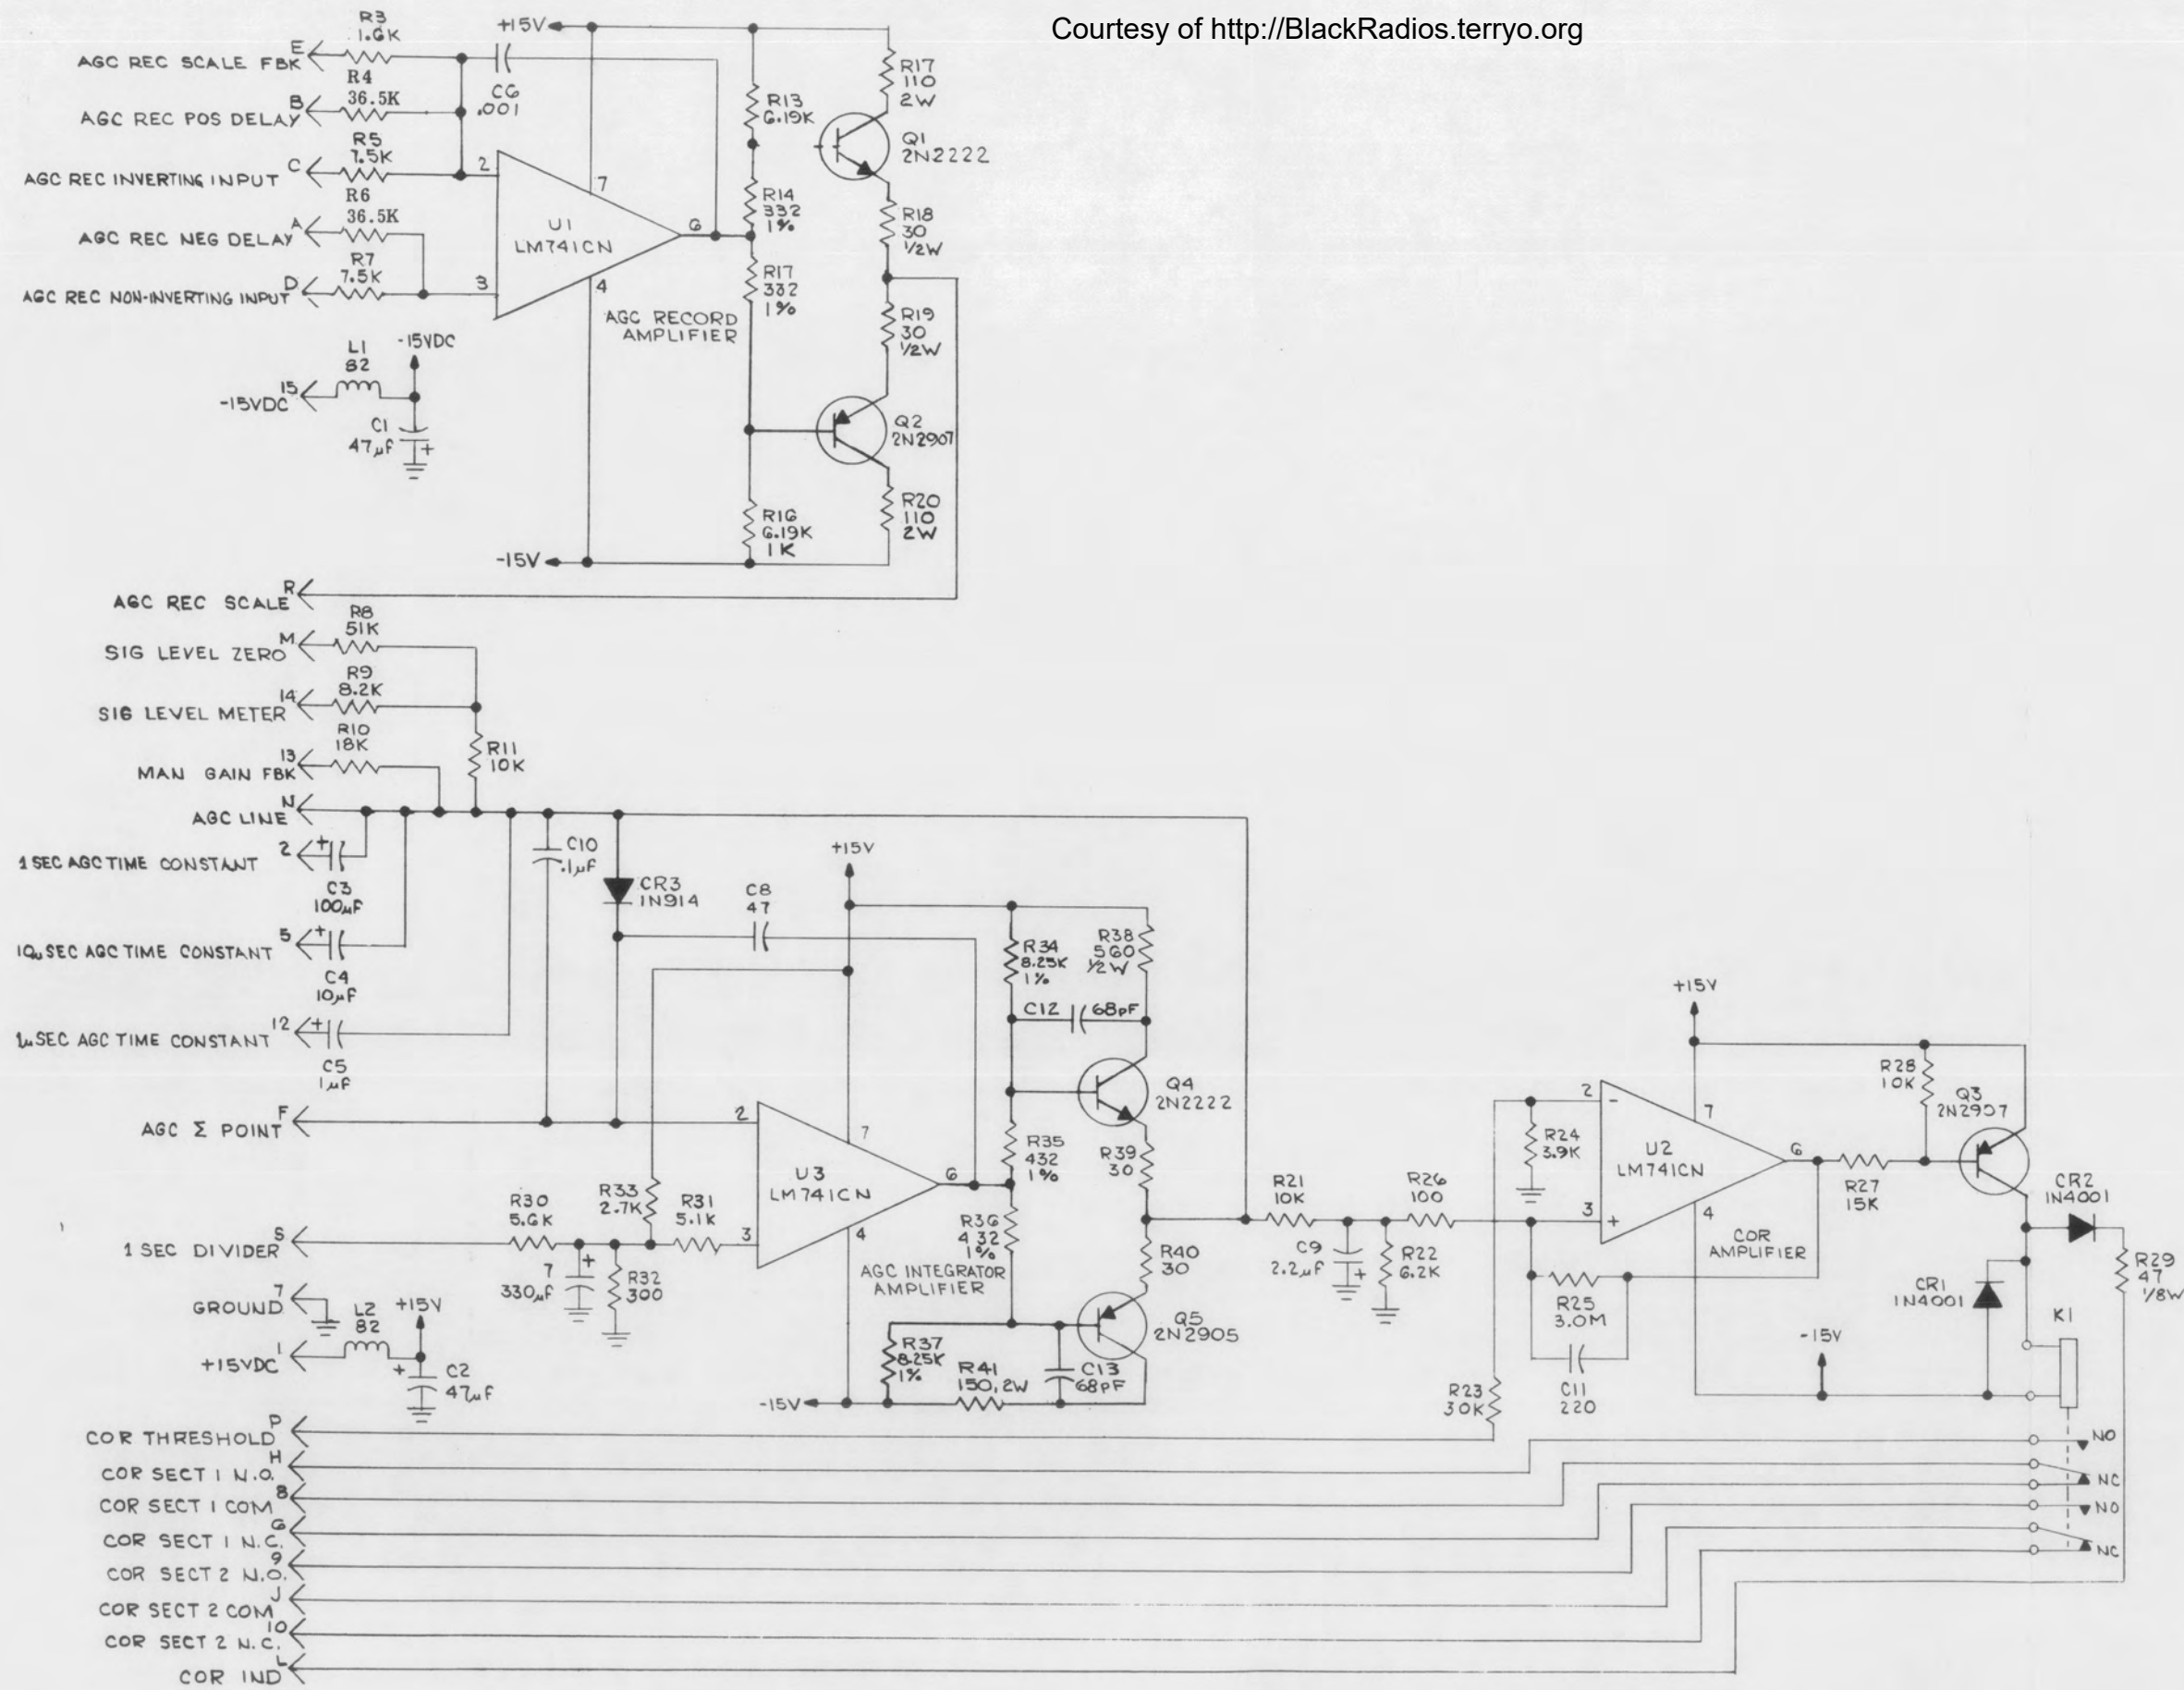 Courtesy of http://BlackRadios.terryo.org
R3
1.6K
E
AGC REC SCALE FBK
R4
36.5K
B
AGC REC POS DELAY
R5
7.5K
C
AGC REC INVERTING INPUT
R6
36.5K
A
AGC REC NEG DELAY
R7
7.5K
D
AGC REC NON-INVERTING INPUT
+15V
C6
.001
2
3
7
4
6
U1
LM741CN
AGC RECORD
AMPLIFIER
R13
6.19K
R14
332
1%
R17
332
1%
R16
6.19K
1K
R17
110
2W
Q1
2N2222
R18
30
1/2W
R19
30
1/2W
Q2
2N2907
R20
110
2W
-15V
L1
82
-15VDC
15
-15VDC
C1
47µF
+
R
AGC REC SCALE
R8
51K
M
SIG LEVEL ZERO
R9
8.2K
14
SIG LEVEL METER
R10
18K
13
MAN GAIN FBK
R11
10K
N
AGC LINE
2
+
1 SEC AGC TIME CONSTANT
C3
100µF
5
+
10µSEC AGC TIME CONSTANT
C4
10µF
12
+
1µSEC AGC TIME CONSTANT
C5
1µF
F
AGC Σ POINT
C10
.1µF
CR3
1N914
C8
47
+15V
R34
8.25K
1%
R38
560
1/2W
C12
68pF
Q4
2N2222
R35
432
1%
R39
30
2
3
7
4
6
U3
LM741CN
AGC INTEGRATOR
AMPLIFIER
R36
432
1%
R40
30
Q5
2N2905
R37
8.25K
1%
R41
150, 2W
C13
68pF
-15V
R33
2.7K
R31
5.1K
R30
5.6K
S
1 SEC DIVIDER
7
330µF
+
R32
300
7
GROUND
L2
82
+15V
1
+15VDC
+
C2
47µF
R21
10K
R26
100
C9
2.2µF
+
R22
6.2K
R24
3.9K
R23
30K
+15V
2
-
3
+
7
4
6
U2
LM741CN
COR
AMPLIFIER
R25
3.0M
C11
220
R27
15K
R28
10K
Q3
2N2907
CR2
1N4001
CR1
1N4001
R29
47
1/8W
-15V
K1
NO
NC
NO
NC
P
COR THRESHOLD
H
COR SECT 1 N.O.
8
COR SECT 1 COM
G
COR SECT 1 N.C.
9
COR SECT 2 N.O.
J
COR SECT 2 COM
10
COR SECT 2 N.C.
L
COR IND